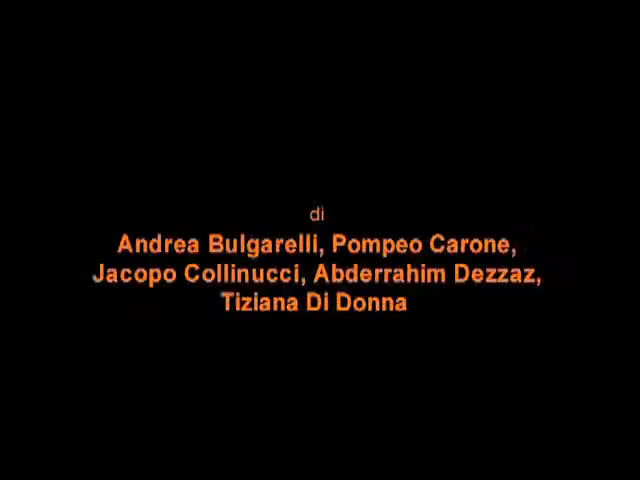 di
Andrea Bulgarelli, Pompeo Carone,
Jacopo Collinucci, Abderrahim Dezzaz,
Tiziana Di Donna